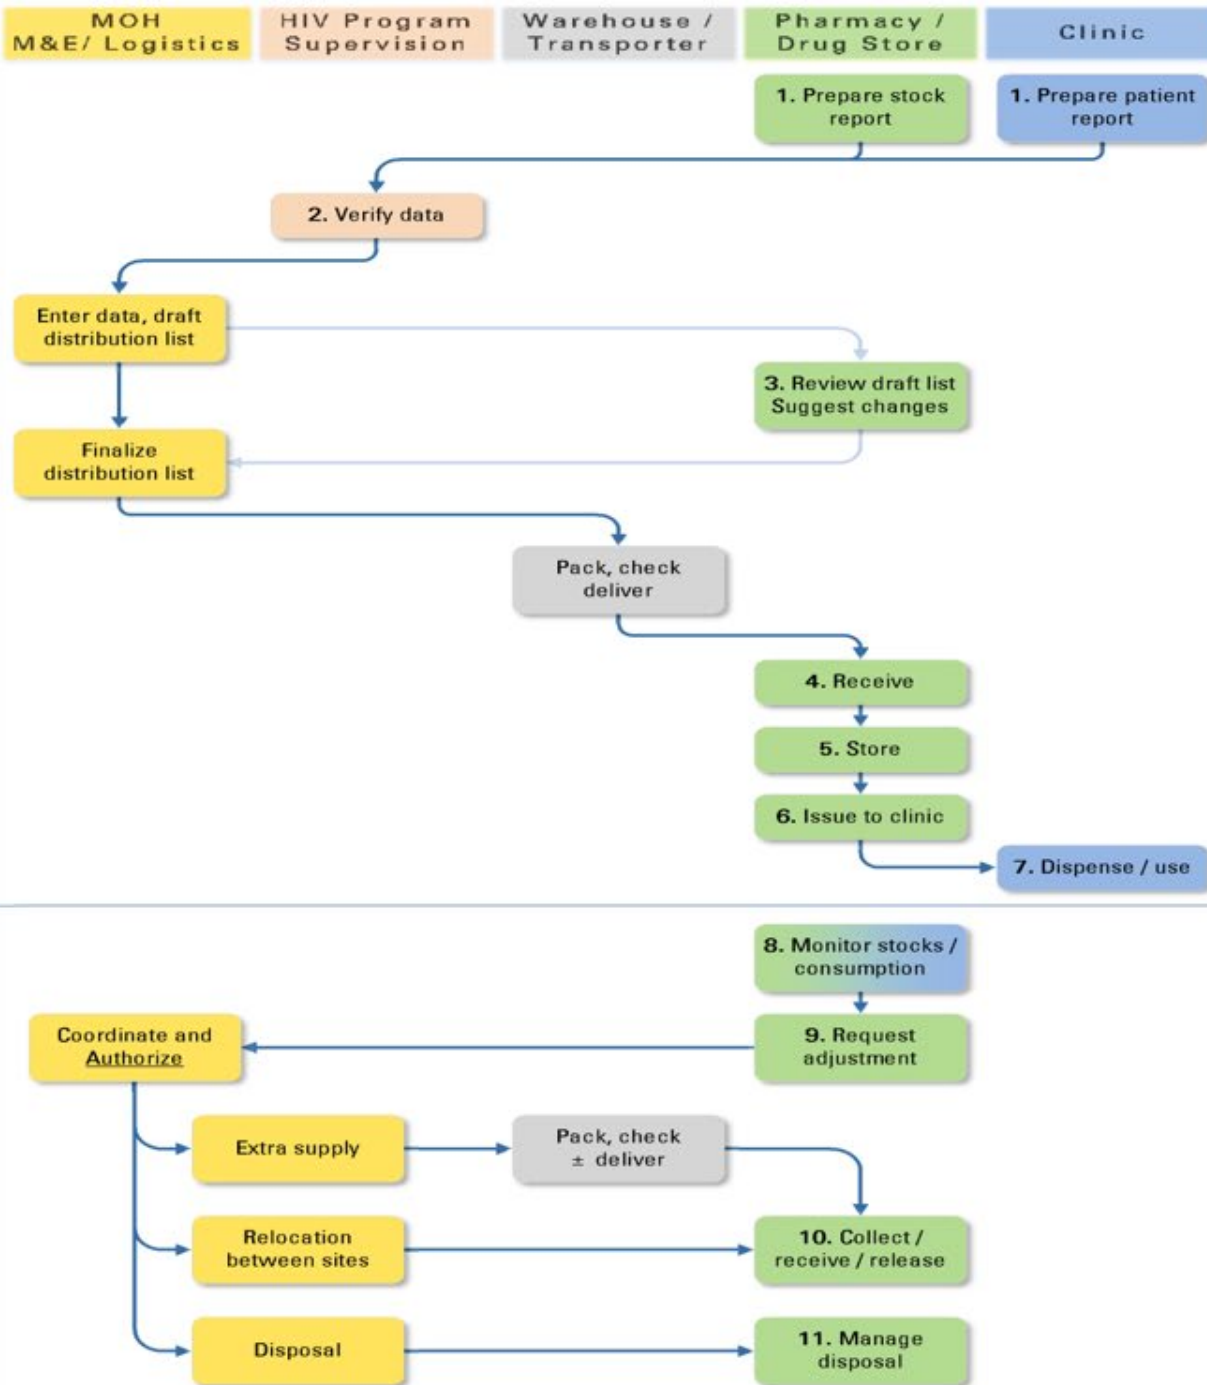 MOH
M&E/ Logistics
HIV Program
Supervision
Warehouse /
Transporter
Pharmacy /
Drug Store
Clinic
1. Prepare stock
report
1. Prepare patient
report
2. Verify data
Enter data, draft
distribution list
3. Review draft list
Suggest changes
Finalize
distribution list
Pack, check
deliver
4. Receive
5. Store
6. Issue to clinic
7. Dispense / use
8. Monitor stocks /
consumption
Coordinate and
Authorize
9. Request
adjustment
Extra supply
Pack, check
± deliver
Relocation
between sites
10. Collect /
receive / release
Disposal
11. Manage
disposal